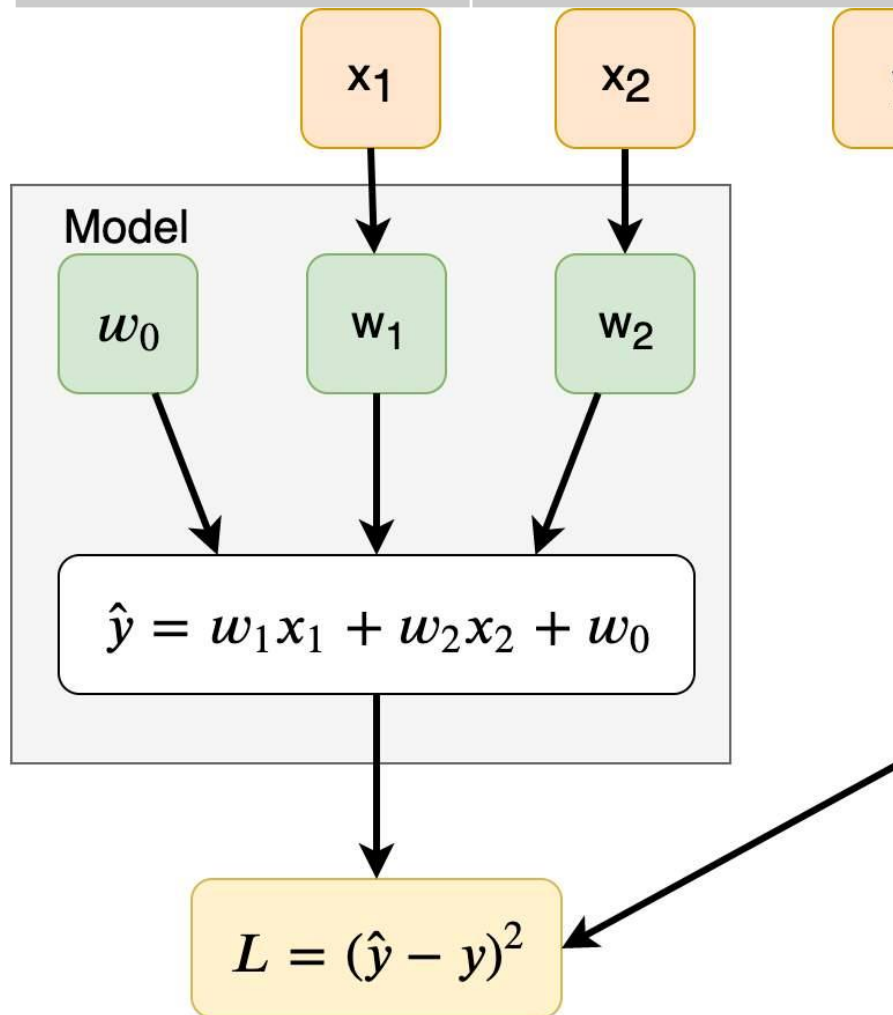 x₁ x₂
Model
w₀ w₁ w₂
ŷ = w₁x₁ + w₂x₂ + w₀
L = (ŷ − y)²